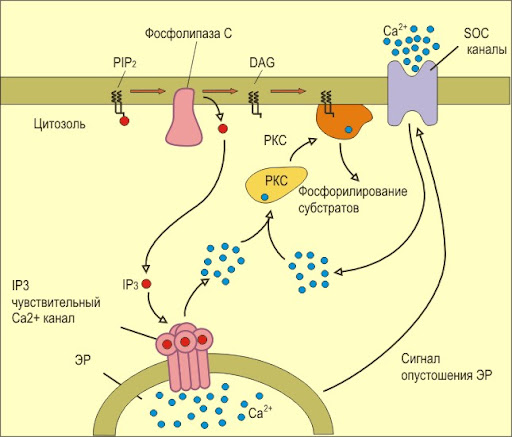 Фосфолипаза С
Ca2+
SOC
каналы
PIP2
DAG
Цитозоль
РКС
РКС
Фосфорилирование
субстратов
IP3
чувствительный
Ca2+ канал
IP3
ЭР
Ca2+
Сигнал
опустошения ЭР